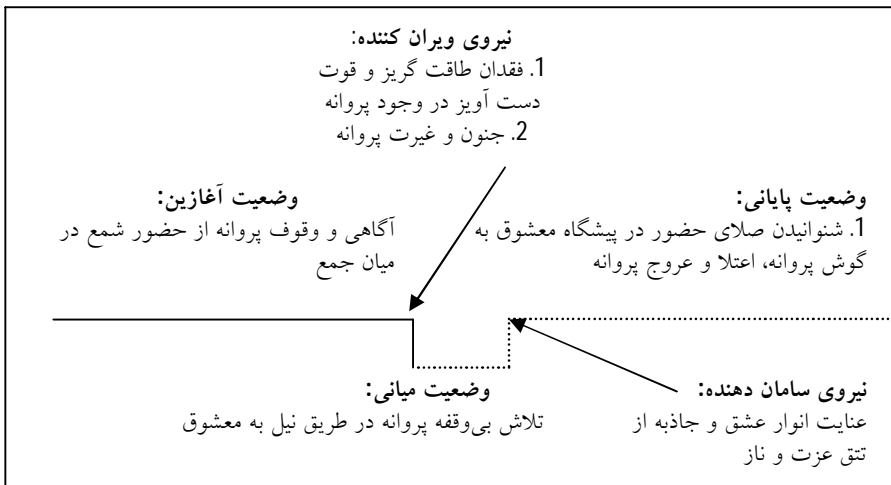 نیروی ویران کننده:
1. فقدان طاقت گریز و قوت
دست آویز در وجود پروانه
2. جنون و غیرت پروانه
وضعیت پایانی:
1. شنوانیدن صلای حضور در پیشگاه معشوق به
گوش پروانه، اعتلا و عروج پروانه
وضعیت آغازین:
آگاهی و وقوف پروانه از حضور شمع در
میان جمع
نیروی سامان دهنده:
عنایت انوار عشق و جاذبه از
تتق عزت و ناز
وضعیت میانی:
تلاش بی‌وقفه پروانه در طریق نیل به معشوق